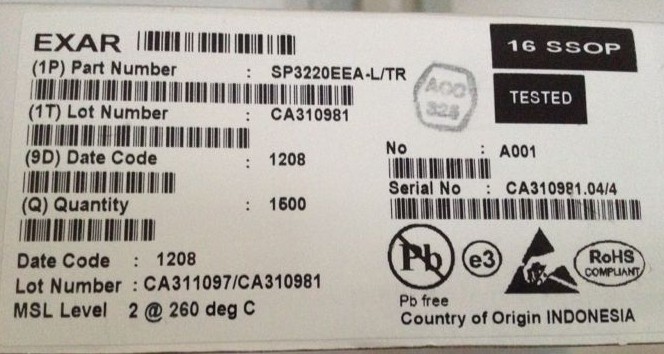 EXAR
16 SSOP
(1P) Part Number : SP3220EEA-L/TR
TESTED
(1T) Lot Number : CA310981
(9D) Date Code : 1208
No : A001
(Q) Quantity : 1500
Serial No : CA310981.04/4
Date Code : 1208
Lot Number : CA311097/CA310981
MSL Level 2 @ 260 deg C
Pb
e3
RoHS
COMPLIANT
Pb free
Country of Origin INDONESIA